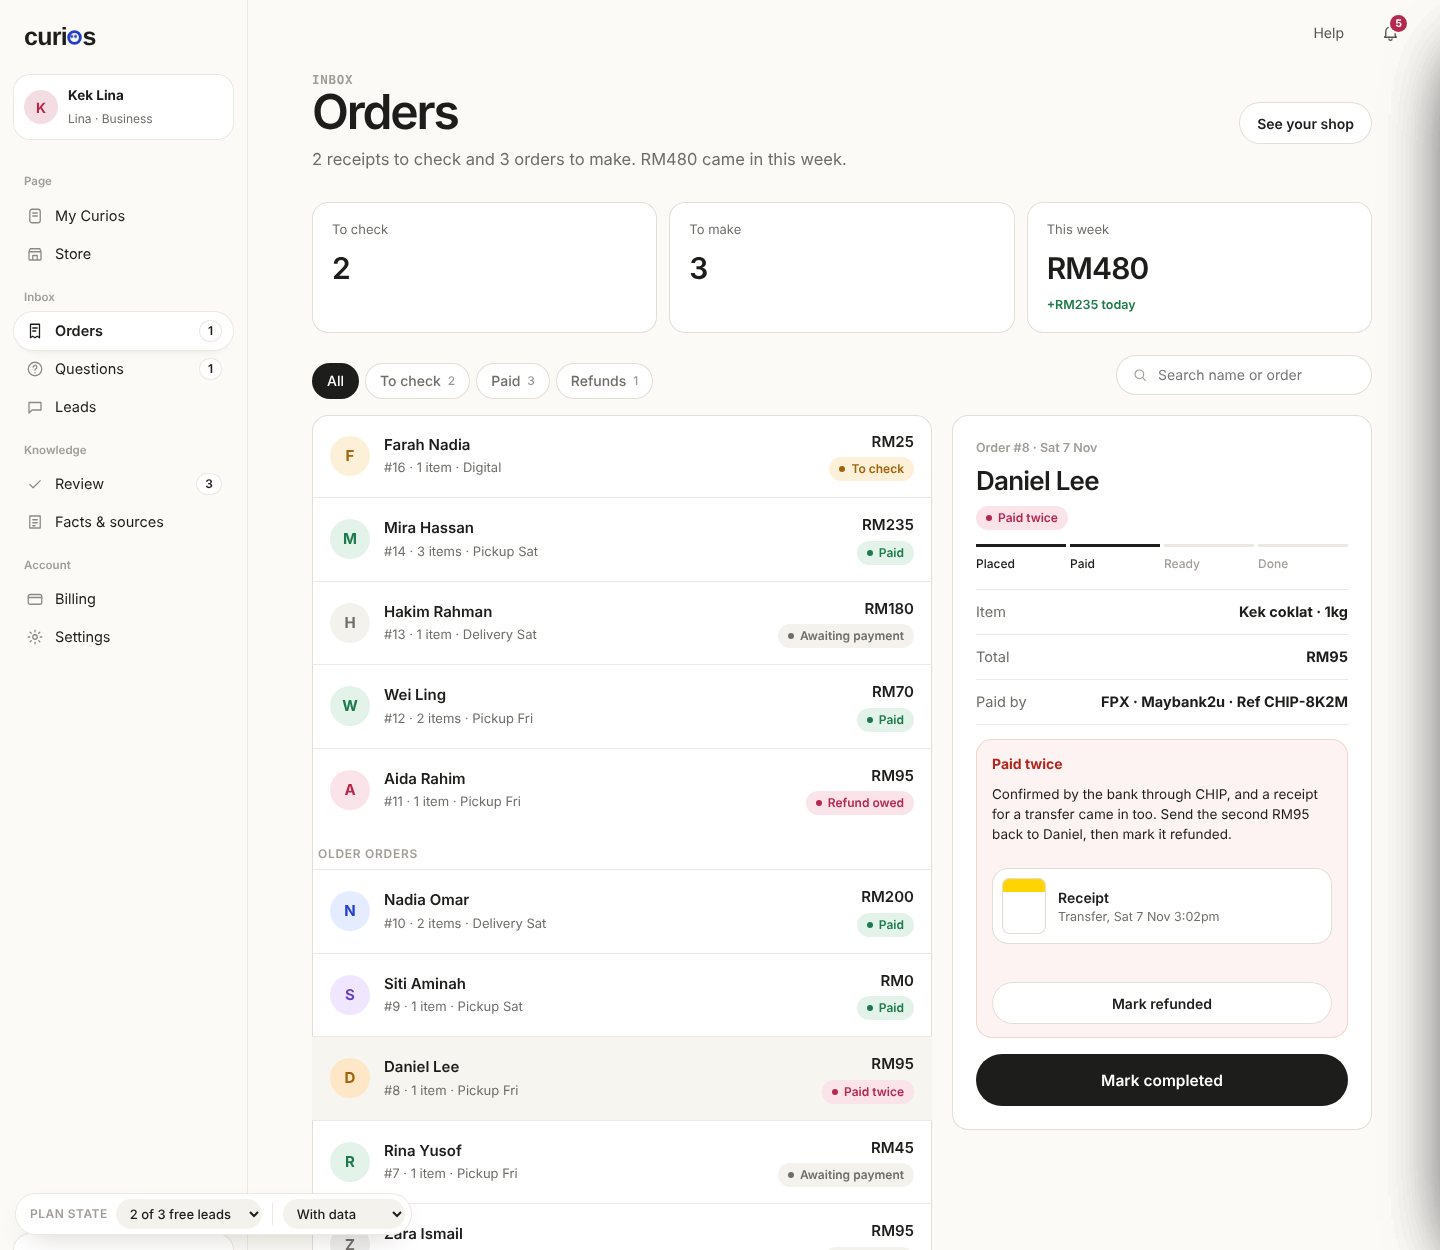 curios
K
Kek Lina
Lina · Business
Page
My Curios
Store
Inbox
Orders 1
Questions 1
Leads
Knowledge
Review 3
Facts & sources
Account
Billing
Settings
PLAN STATE 2 of 3 free leads With data
Help 5
INBOX
Orders
See your shop
2 receipts to check and 3 orders to make. RM480 came in this week.
To check
2
To make
3
This week
RM480
+RM235 today
All To check 2 Paid 3 Refunds 1
Search name or order
F Farah Nadia RM25
#16 · 1 item · Digital To check
M Mira Hassan RM235
#14 · 3 items · Pickup Sat Paid
H Hakim Rahman RM180
#13 · 1 item · Delivery Sat Awaiting payment
W Wei Ling RM70
#12 · 2 items · Pickup Fri Paid
A Aida Rahim RM95
#11 · 1 item · Pickup Fri Refund owed
OLDER ORDERS
N Nadia Omar RM200
#10 · 2 items · Delivery Sat Paid
S Siti Aminah RM0
#9 · 1 item · Pickup Sat Paid
D Daniel Lee RM95
#8 · 1 item · Pickup Fri Paid twice
R Rina Yusof RM45
#7 · 1 item · Pickup Fri Awaiting payment
Z Zara Ismail RM95
Order #8 · Sat 7 Nov
Daniel Lee
Paid twice
Placed Paid Ready Done
Item Kek coklat · 1kg
Total RM95
Paid by FPX · Maybank2u · Ref CHIP-8K2M
Paid twice
Confirmed by the bank through CHIP, and a receipt
for a transfer came in too. Send the second RM95
back to Daniel, then mark it refunded.
Receipt
Transfer, Sat 7 Nov 3:02pm
Mark refunded
Mark completed